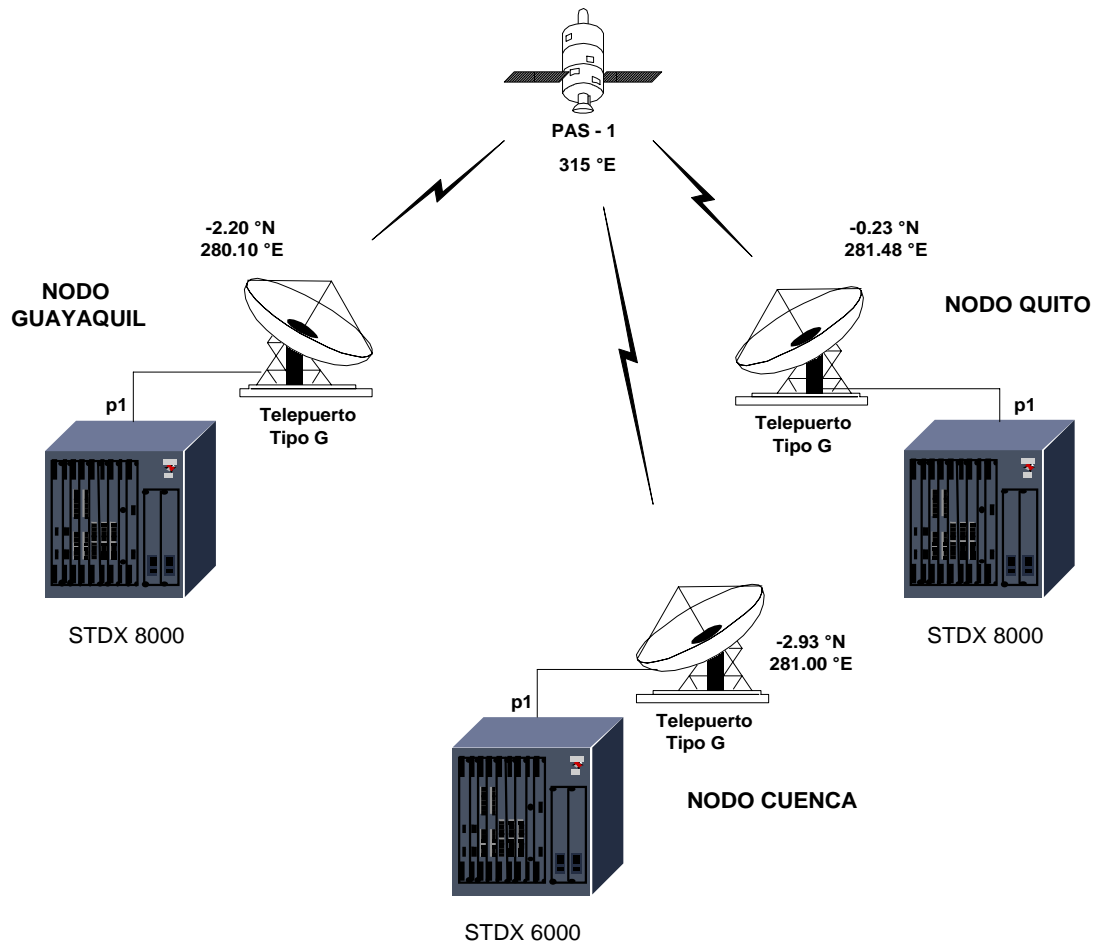 PAS - 1
315 °E
-2.20 °N
280.10 °E
-0.23 °N
281.48 °E
NODO
GUAYAQUIL
NODO QUITO
p1
Telepuerto
Tipo G
Telepuerto
Tipo G
p1
STDX 8000
-2.93 °N
281.00 °E
STDX 8000
p1
Telepuerto
Tipo G
NODO CUENCA
STDX 6000